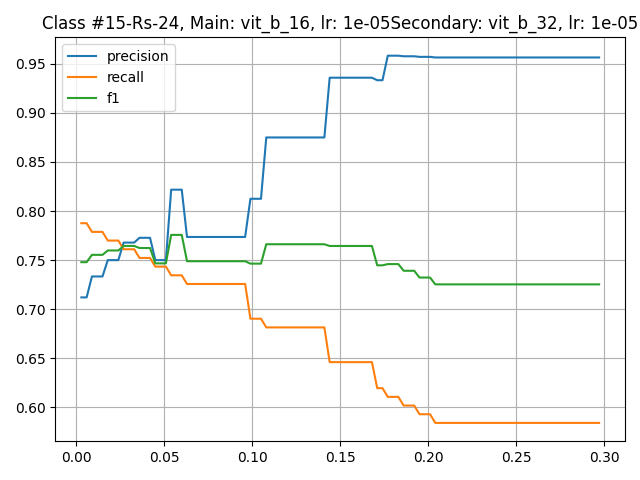 Class #15-Rs-24, Main: vit_b_16, lr: 1e-05Secondary: vit_b_32, lr: 1e-05
precision
recall
f1
0.95
0.90
0.85
0.80
0.75
0.70
0.65
0.60
0.00 0.05 0.10 0.15 0.20 0.25 0.30